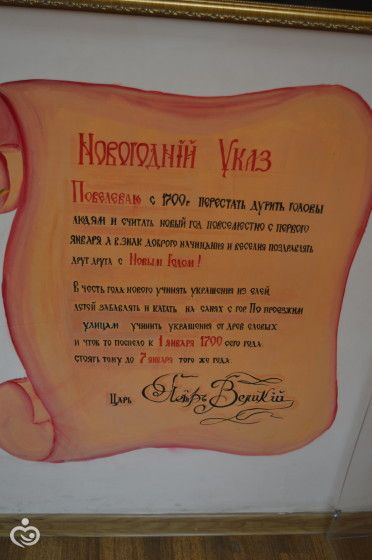 Новогодній Указ
Повелеваю с 1700г. перестать дурить головы
людям и считать новый год повсеместно с первого
января. А в знак доброго начинания и веселия поздравлять
друг друга с Новым Годом!
В честь года нового учинять украшения из елей,
детей забавлять и катать на санях с гор. По проезжим
улицам учинить украшения от древ еловых
и чтоб то поспело к 1 января 1700 сего года.
стоять тому до 7 января того же года.
Царь Пётръ Великій